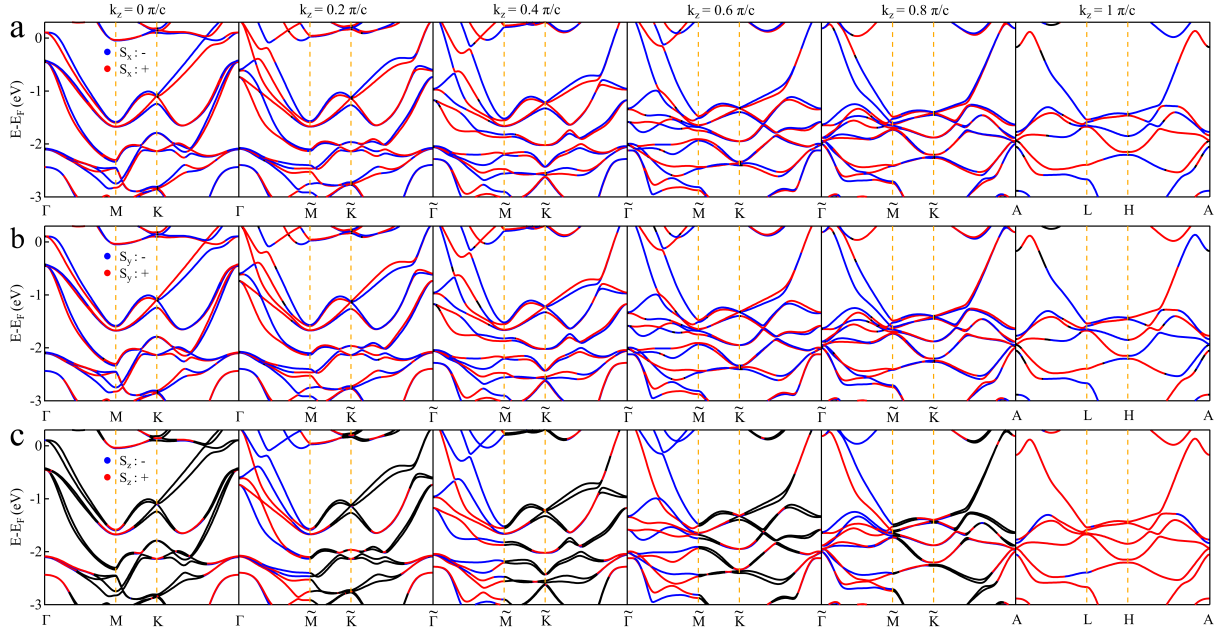 k_z = 0 π/c k_z = 0.2 π/c k_z = 0.4 π/c k_z = 0.6 π/c k_z = 0.8 π/c k_z = 1 π/c
a
0
-1
-2
-3
E-E_F (eV)
S_x: -
S_x: +
Γ M K Γ M̃ K̃ Γ̃ M̃ K̃ Γ̃ M̃ K̃ Γ̃ M̃ K̃ A L H A
b
0
-1
-2
-3
E-E_F (eV)
S_y: -
S_y: +
Γ M K Γ M̃ K̃ Γ̃ M̃ K̃ Γ̃ M̃ K̃ Γ̃ M̃ K̃ A L H A
c
0
-1
-2
-3
E-E_F (eV)
S_z: -
S_z: +
Γ M K Γ M̃ K̃ Γ̃ M̃ K̃ Γ̃ M̃ K̃ Γ̃ M̃ K̃ A L H A